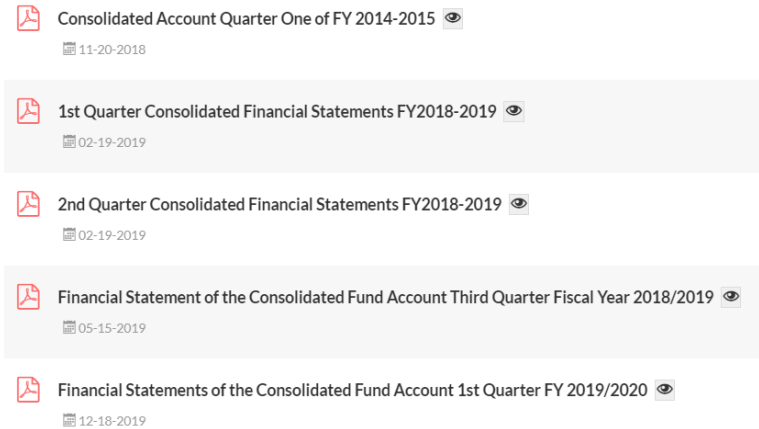 Consolidated Account Quarter One of FY 2014-2015
11-20-2018
1st Quarter Consolidated Financial Statements FY2018-2019
02-19-2019
2nd Quarter Consolidated Financial Statements FY2018-2019
02-19-2019
Financial Statement of the Consolidated Fund Account Third Quarter Fiscal Year 2018/2019
05-15-2019
Financial Statements of the Consolidated Fund Account 1st Quarter FY 2019/2020
12-18-2019